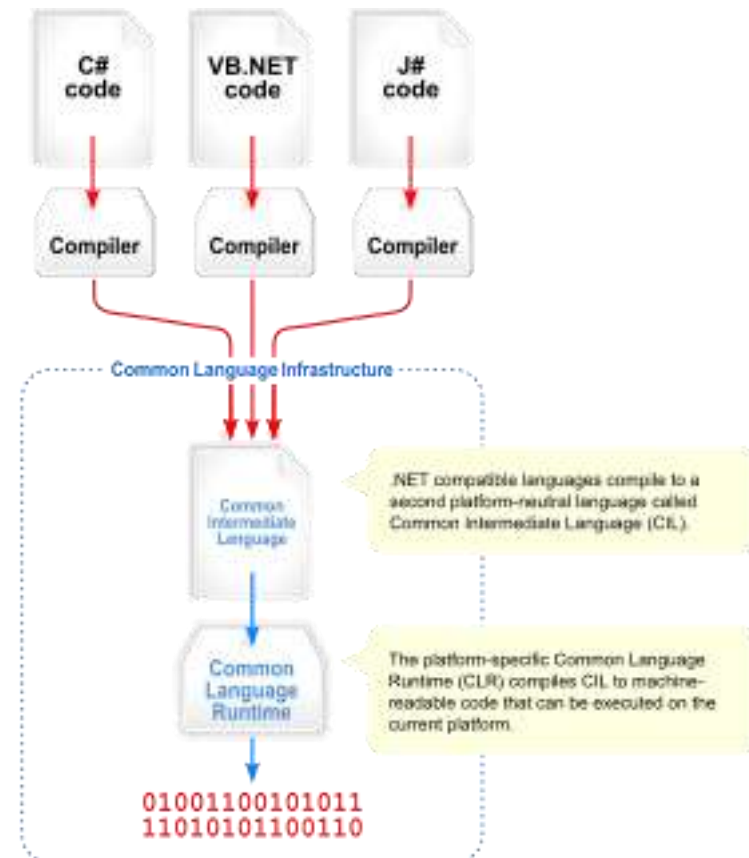 C#
code
VB.NET
code
J#
code
Compiler
Compiler
Compiler
Common Language Infrastructure
Common
Intermediate
Language
.NET compatible languages compile to a
second platform-neutral language called
Common Intermediate Language (CIL).
Common
Language
Runtime
The platform-specific Common Language
Runtime (CLR) compiles CIL to machine-
readable code that can be executed on the
current platform.
01001100101011
11010101100110